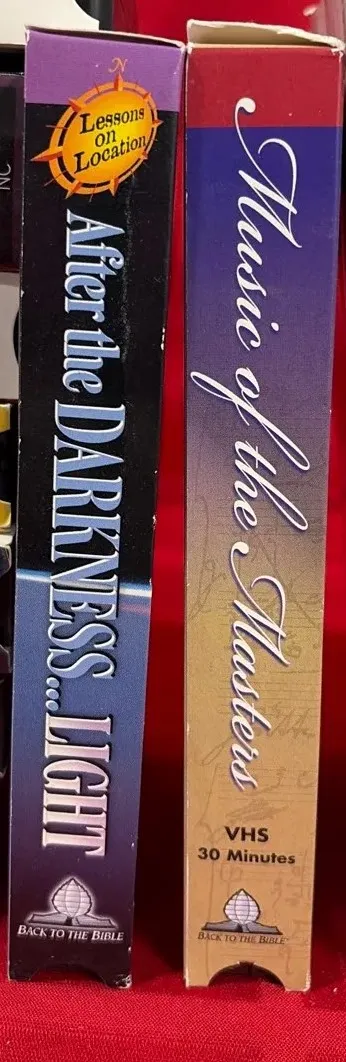 N
Lessons
on
Location
After the DARKNESS...LIGHT
BACK TO THE BIBLE
Music of the Masters
VHS
30 Minutes
BACK TO THE BIBLE
NC